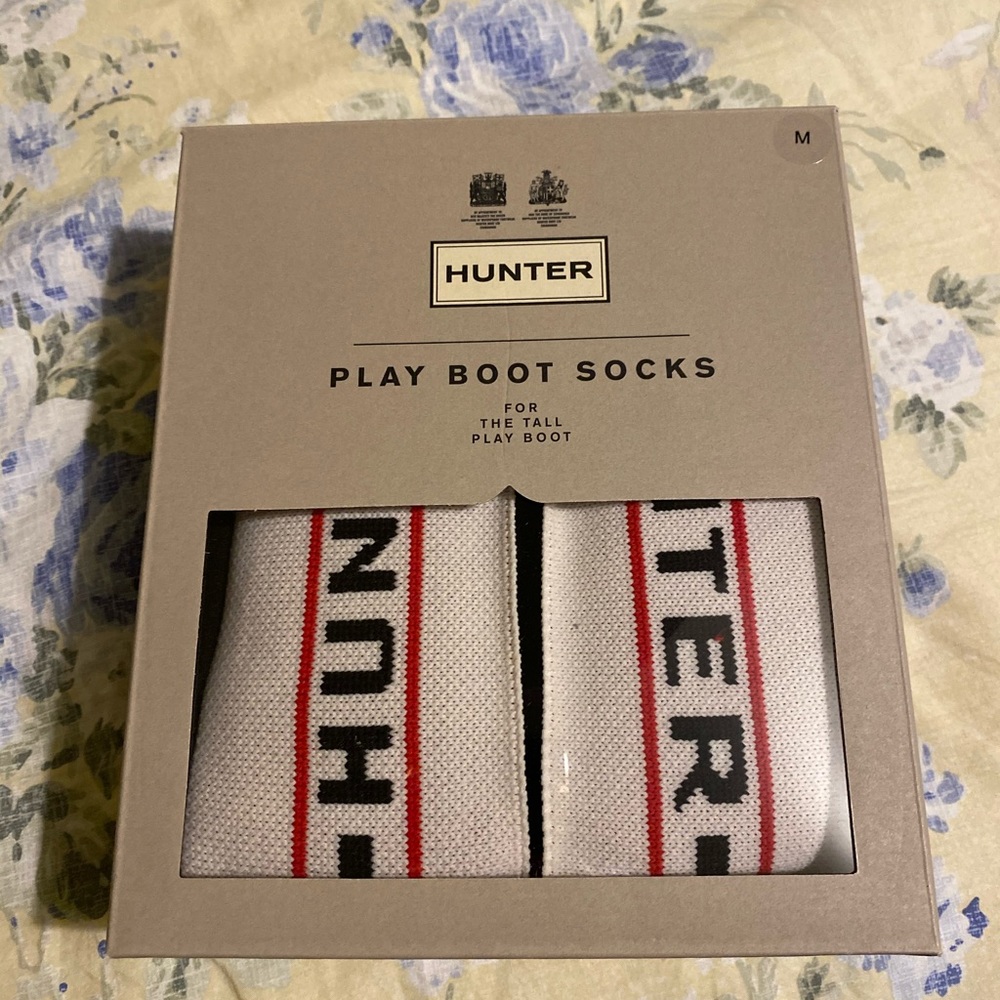 M
HUNTER
PLAY BOOT SOCKS
FOR
THE TALL
PLAY BOOT
HUN
TER